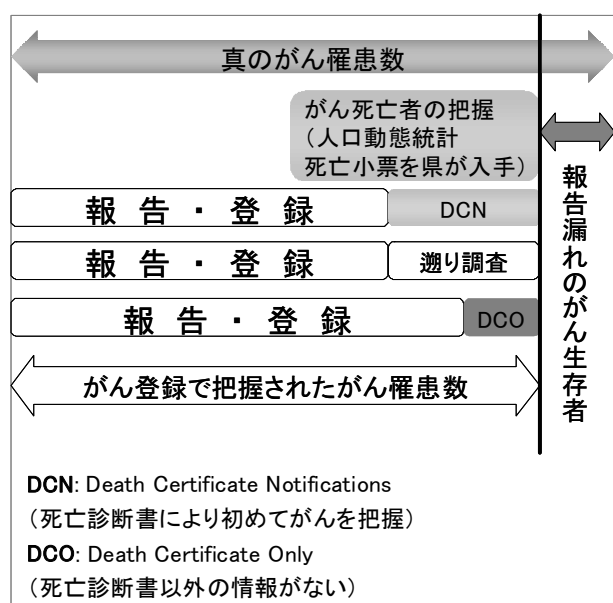 真のがん罹患数
がん死亡者の把握
（人口動態統計
死亡小票を県が入手）
報告・登録
DCN
報告・登録
遡り調査
報告・登録
DCO
がん登録で把握されたがん罹患数
報告漏れのがん生存者
DCN: Death Certificate Notifications
（死亡診断書により初めてがんを把握）
DCO: Death Certificate Only
（死亡診断書以外の情報がない）